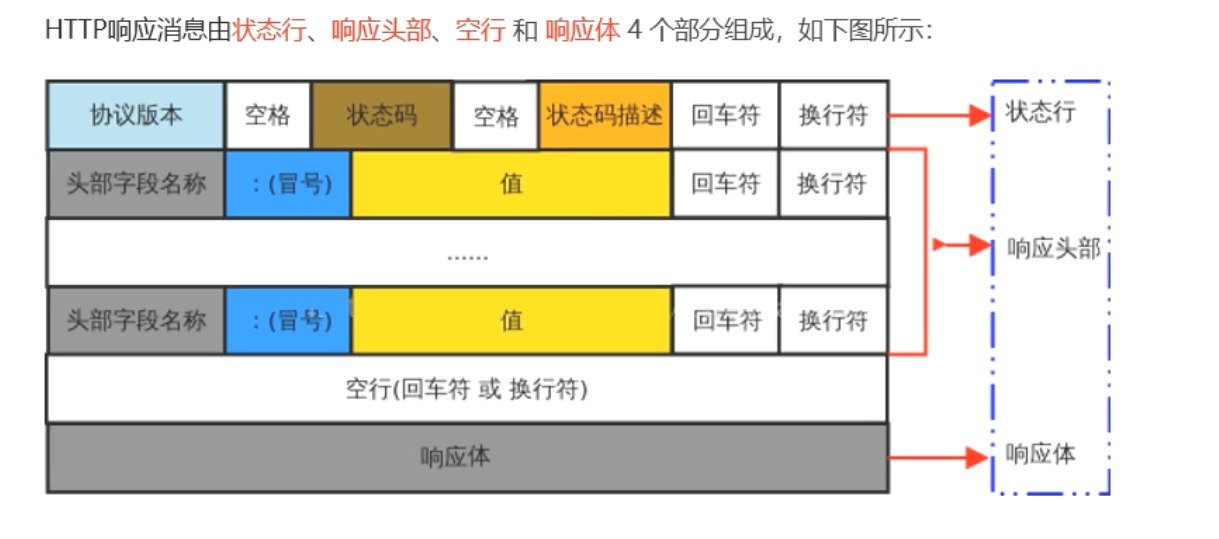 HTTP响应消息由状态行、响应头部、空行 和 响应体 4 个部分组成，如下图所示：
协议版本 空格 状态码 空格 状态码描述 回车符 换行符 状态行
头部字段名称 ：(冒号) 值 回车符 换行符
...... 响应头部
头部字段名称 ：(冒号) 值 回车符 换行符
空行(回车符 或 换行符)
响应体 响应体